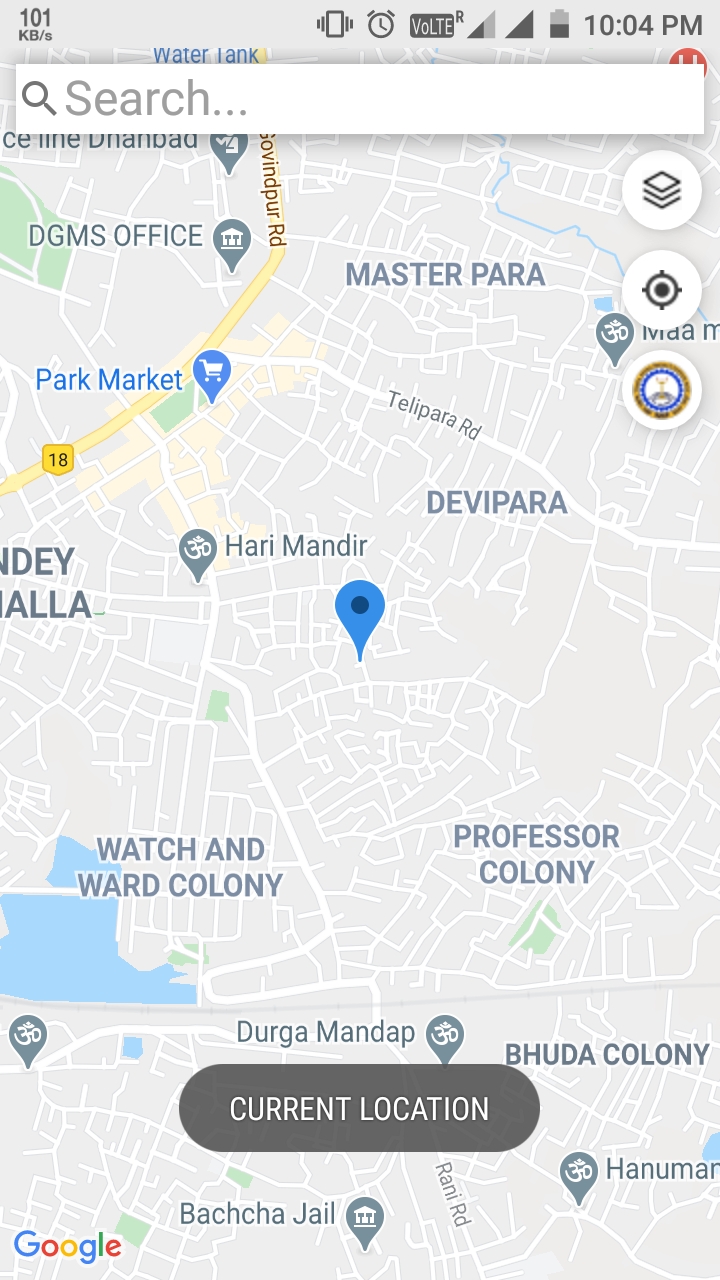 101
KB/s
VoLTE R
10:04 PM
Water Tank
Search...
ce line Dhanbad
Govindpur Rd
DGMS OFFICE
MASTER PARA
Maa m
Park Market
Telipara Rd
18
DEVIPARA
Hari Mandir
NDEY
HALLA
WATCH AND
WARD COLONY
PROFESSOR
COLONY
Durga Mandap
BHUDA COLONY
CURRENT LOCATION
Hanuman
Rani Rd
Bachcha Jail
Google